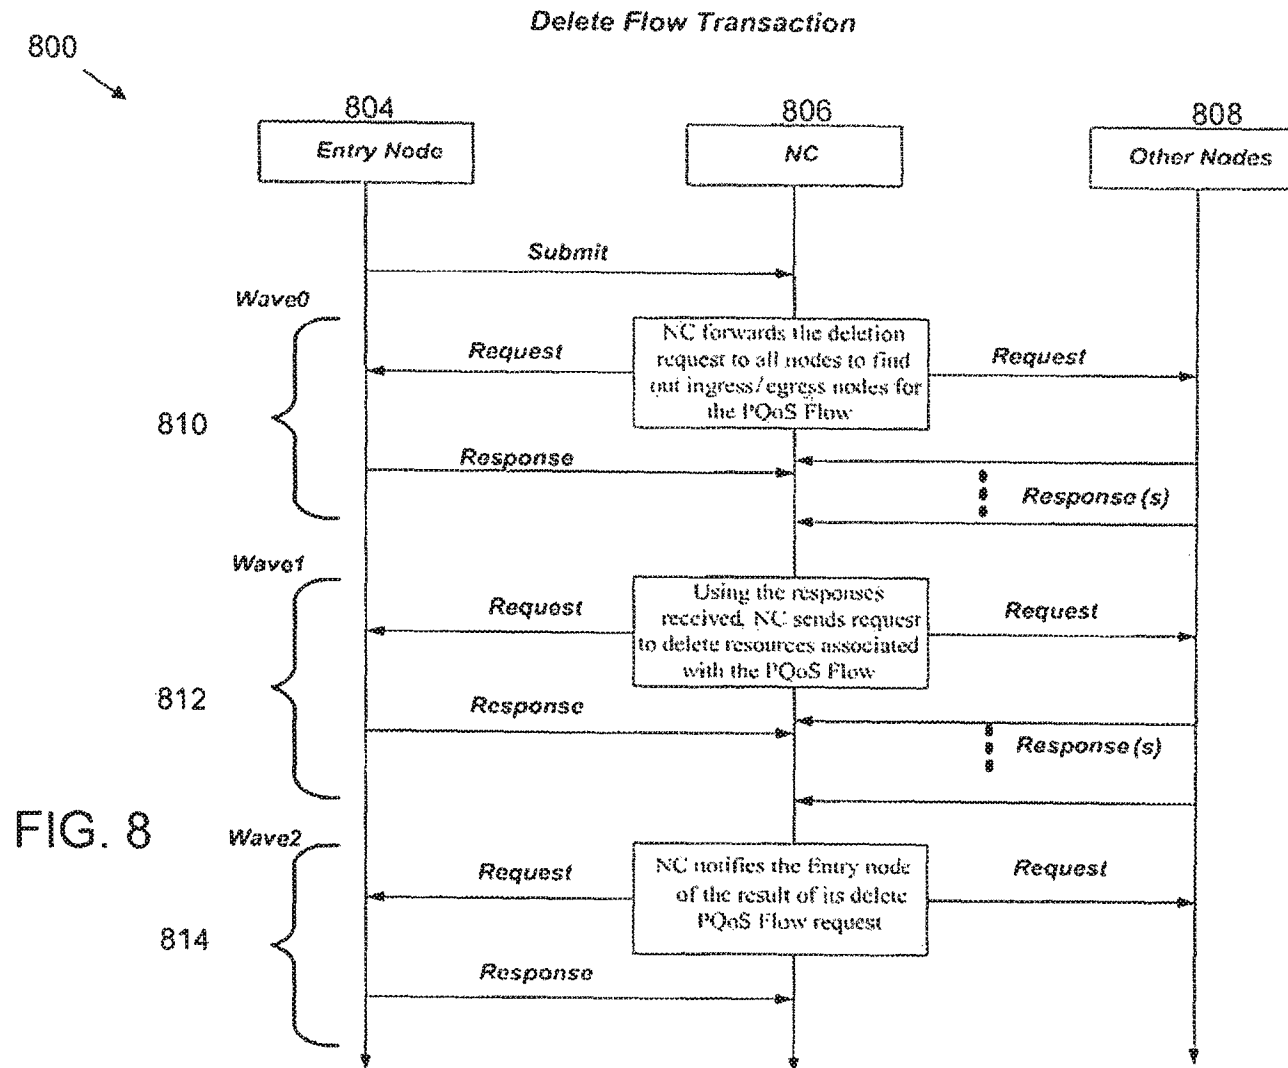 Delete Flow Transaction
800
804
806
808
Entry Node
NC
Other Nodes
Submit
Wave0
NC forwards the deletion
request to all nodes to find
out ingress/egress nodes for
the PQoS Flow
Request
Request
810
Response
Response(s)
Wave1
Using the responses
received, NC sends request
to delete resources associated
with the PQoS Flow
Request
Request
812
Response
Response(s)
FIG. 8
Wave2
NC notifies the Entry node
of the result of its delete
PQoS Flow request
Request
Request
814
Response